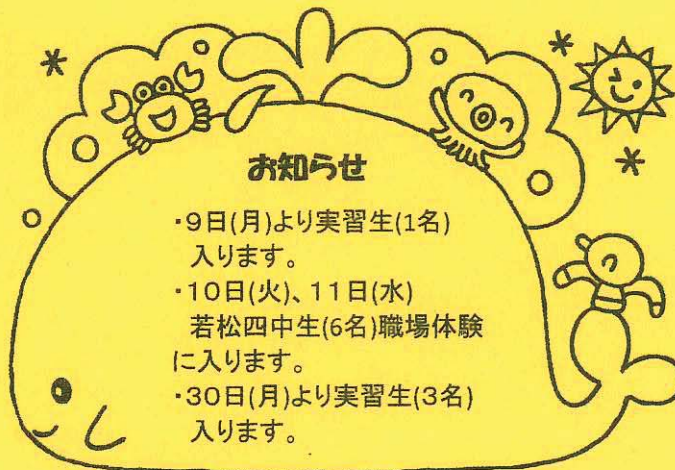 お知らせ
・9日(月)より実習生(1名)
入ります。
・10日(火)、11日(水)
若松四中生(6名)職場体験
に入ります。
・30日(月)より実習生(3名)
入ります。